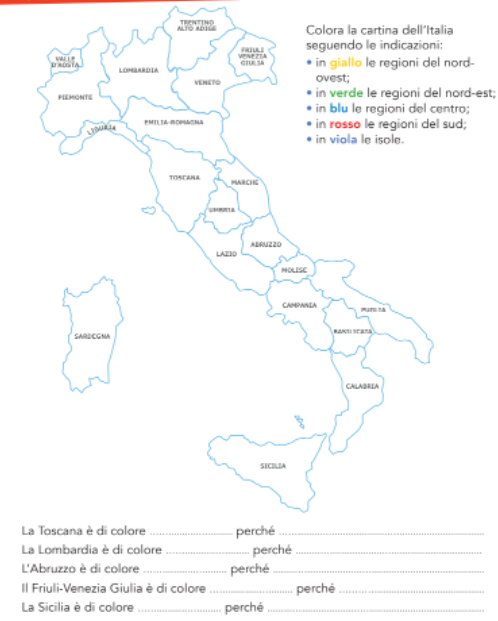 TRENTINO
ALTO ADIGE
FRIULI
VENEZIA
GIULIA
VALLE
D'AOSTA
LOMBARDIA
VENETO
PIEMONTE
LIGURIA
EMILIA-ROMAGNA
TOSCANA
MARCHE
UMBRIA
LAZIO
ABRUZZO
MOLISE
CAMPANIA
PUGLIA
BASILICATA
SARDEGNA
CALABRIA
SICILIA
Colora la cartina dell'Italia
seguendo le indicazioni:
• in giallo le regioni del nord-
ovest;
• in verde le regioni del nord-est;
• in blu le regioni del centro;
• in rosso le regioni del sud;
• in viola le isole.
La Toscana è di colore ........................ perché ............................................................
La Lombardia è di colore ........................ perché ......................................................
L'Abruzzo è di colore ........................ perché ............................................................
Il Friuli-Venezia Giulia è di colore ........................ perché ..........................................
La Sicilia è di colore ........................ perché ............................................................